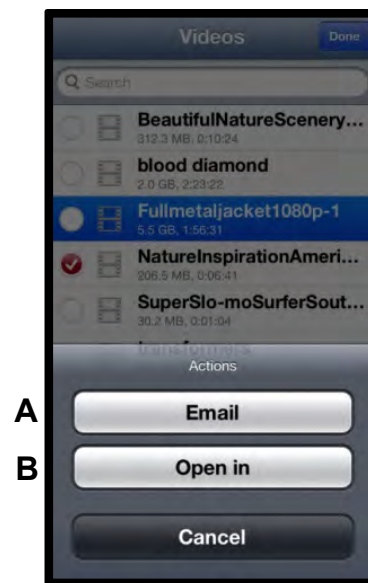 Videos Done
Search
BeautifulNatureScenery...
312.3 MB, 0:10:24
blood diamond
2.0 GB, 2:23:22
Fullmetaljacket1080p-1
5.5 GB, 1:56:31
NatureInspirationAmeri...
206.5 MB, 0:06:41
SuperSlo-moSurferSout...
30.2 MB, 0:01:04
transformers
Actions
A Email
B Open in
Cancel